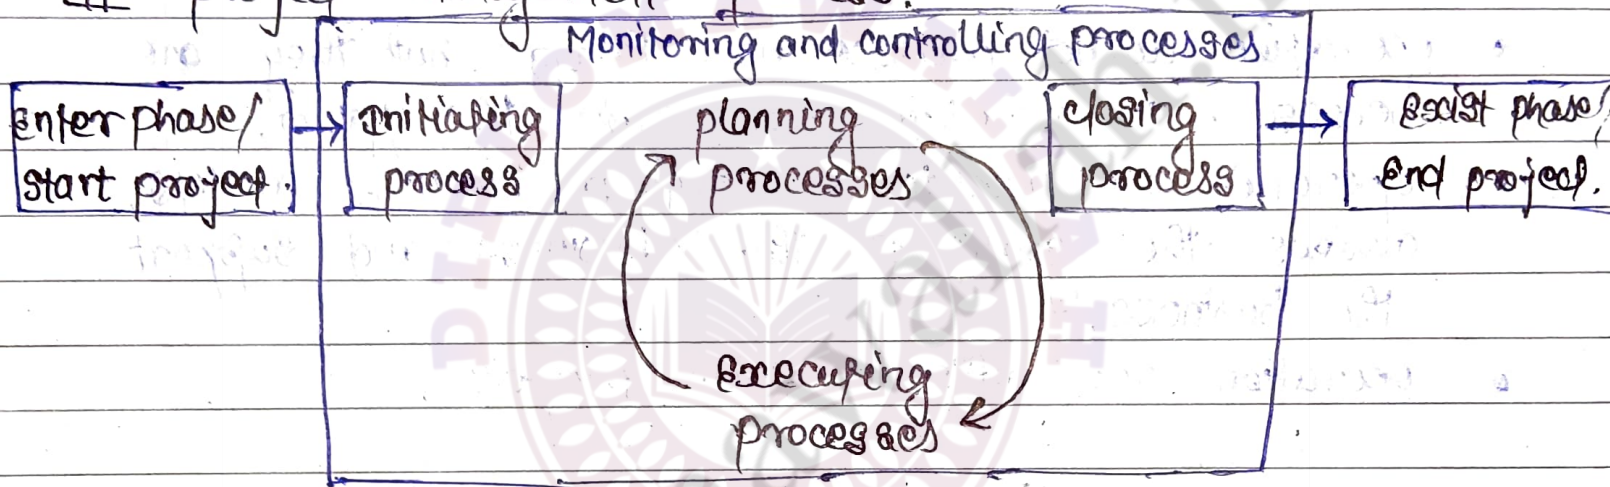 Monitoring and controlling processes
Enter phase/
start project.
Initiating
process
planning
processes
closing
process
Exist phase/
End project.
Executing
processes